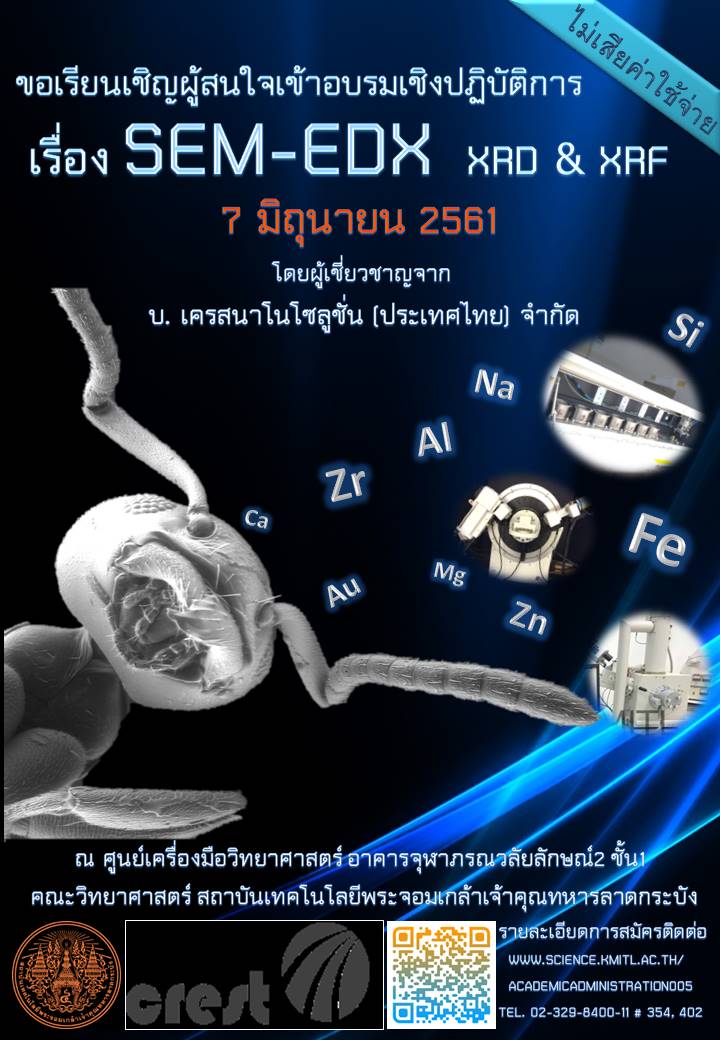 ไม่เสียค่าใช้จ่าย
ขอเรียนเชิญผู้สนใจเข้าอบรมเชิงปฏิบัติการ
เรื่อง SEM-EDX XRD & XRF
7 มิถุนายน 2561
โดยผู้เชี่ยวชาญจาก
บ. เครสนาโนโซลูชั่น (ประเทศไทย) จำกัด
Si
Na
Al
Zr
Ca
Fe
Mg
Au
Zn
ณ ศูนย์เครื่องมือวิทยาศาสตร์ อาคารจุฬาภรณวลัยลักษณ์2 ชั้น1
คณะวิทยาศาสตร์ สถาบันเทคโนโลยีพระจอมเกล้าเจ้าคุณทหารลาดกระบัง
รายละเอียดการสมัครติดต่อ
WWW.SCIENCE.KMITL.AC.TH/
ACADEMICADMINISTRATION005
TEL. 02-329-8400-11 # 354, 402
crest